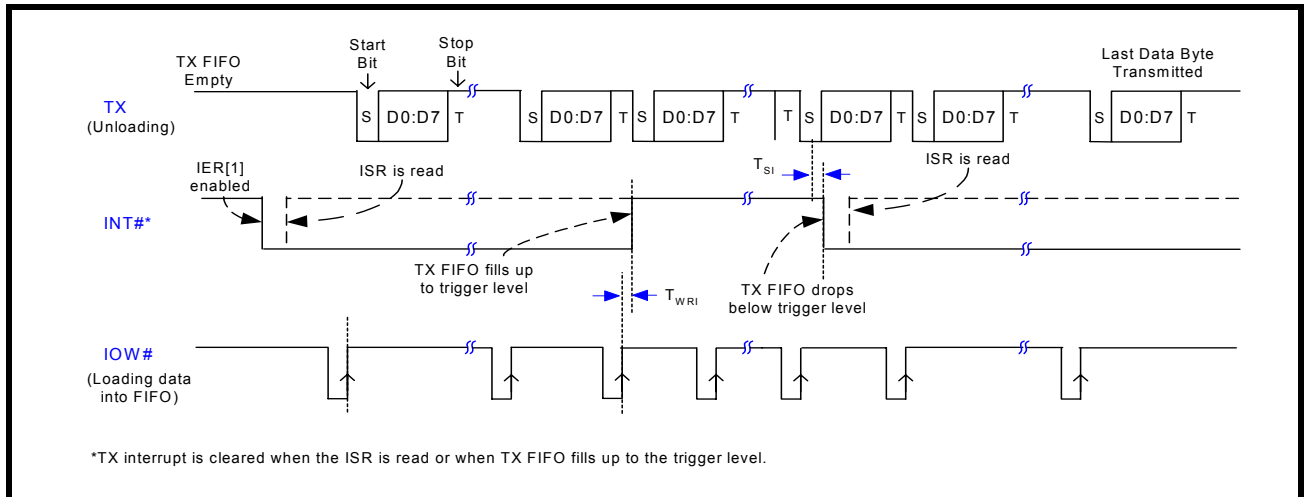 TX FIFO
Empty
Start
Bit
Stop
Bit
Last Data Byte
Transmitted
TX
(Unloading)
S D0:D7 T S D0:D7 T S D0:D7 T T S D0:D7 T S D0:D7 T S D0:D7 T
IER[1]
enabled
ISR is read
TSI
ISR is read
INT#*
TX FIFO fills up
to trigger level
TWRI
TX FIFO drops
below trigger level
IOW#
(Loading data
into FIFO)
*TX interrupt is cleared when the ISR is read or when TX FIFO fills up to the trigger level.